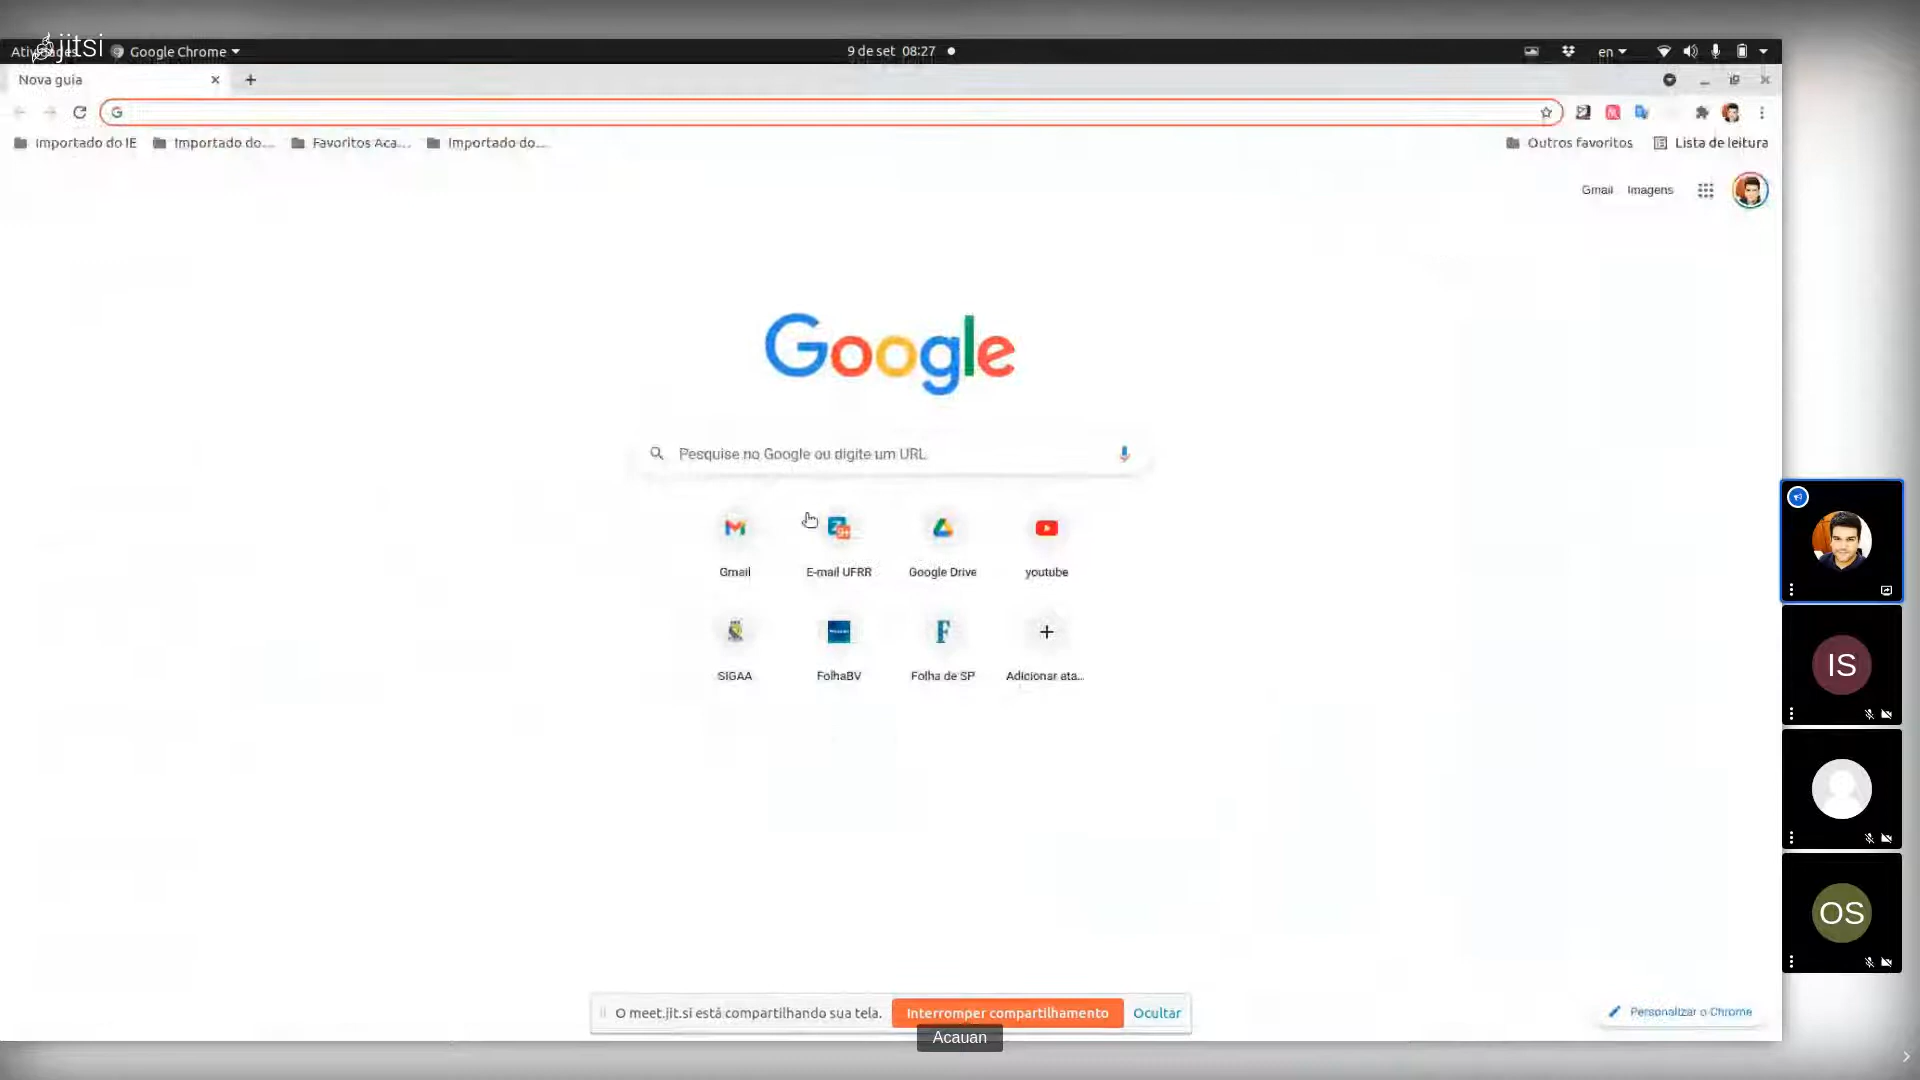 jitsi
Google Chrome
9 de set 08:27
en
Nova guia
Importado do IE
Importado do...
Favoritos Aca...
Importado do...
Outros favoritos
Lista de leitura
Gmail
Imagens
Google
Pesquise no Google ou digite um URL
Gmail
E-mail UFRR
Google Drive
youtube
SIGAA
FolhaBV
Folha de SP
Adicionar ata...
IS
OS
O meet.jit.si está compartilhando sua tela.
Interromper compartilhamento
Ocultar
Personalizar o Chrome
Acauan